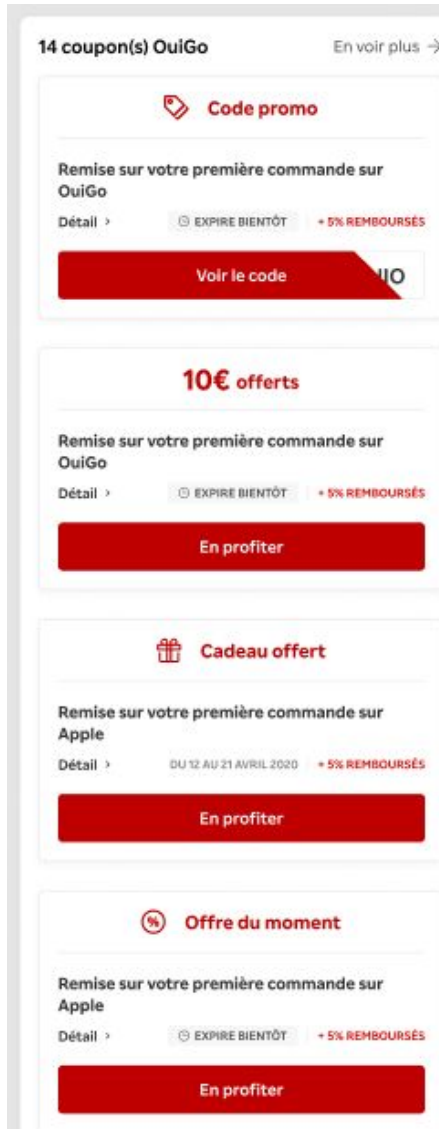 14 coupon(s) OuiGo En voir plus →
Code promo
Remise sur votre première commande sur
OuiGo
Détail › EXPIRE BIENTÔT + 5% REMBOURSÉS
Voir le code
10€ offerts
Remise sur votre première commande sur
OuiGo
Détail › EXPIRE BIENTÔT + 5% REMBOURSÉS
En profiter
Cadeau offert
Remise sur votre première commande sur
Apple
Détail › DU 12 AU 21 AVRIL 2020 + 5% REMBOURSÉS
En profiter
% Offre du moment
Remise sur votre première commande sur
Apple
Détail › EXPIRE BIENTÔT + 5% REMBOURSÉS
En profiter